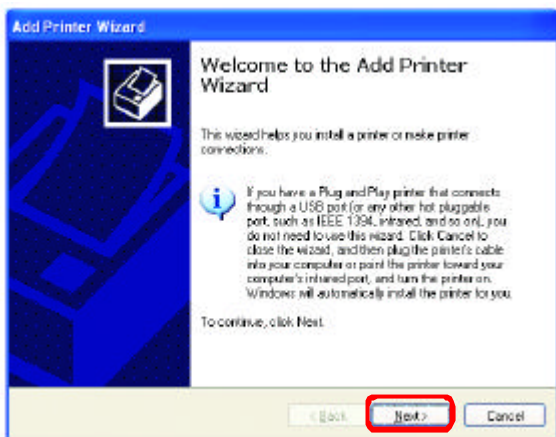 Add Printer Wizard
Welcome to the Add Printer
Wizard
This wizard helps you install a printer or make printer
connections.
If you have a Plug and Play printer that connects
through a USB port (or any other hot pluggable
port, such as IEEE 1394, infrared, and so on), you
do not need to use this wizard. Click Cancel to
close the wizard, and then plug the printer's cable
into your computer or point the printer toward your
computer's infrared port, and turn the printer on.
Windows will automatically install the printer for you.
To continue, click Next.
< Back Next > Cancel